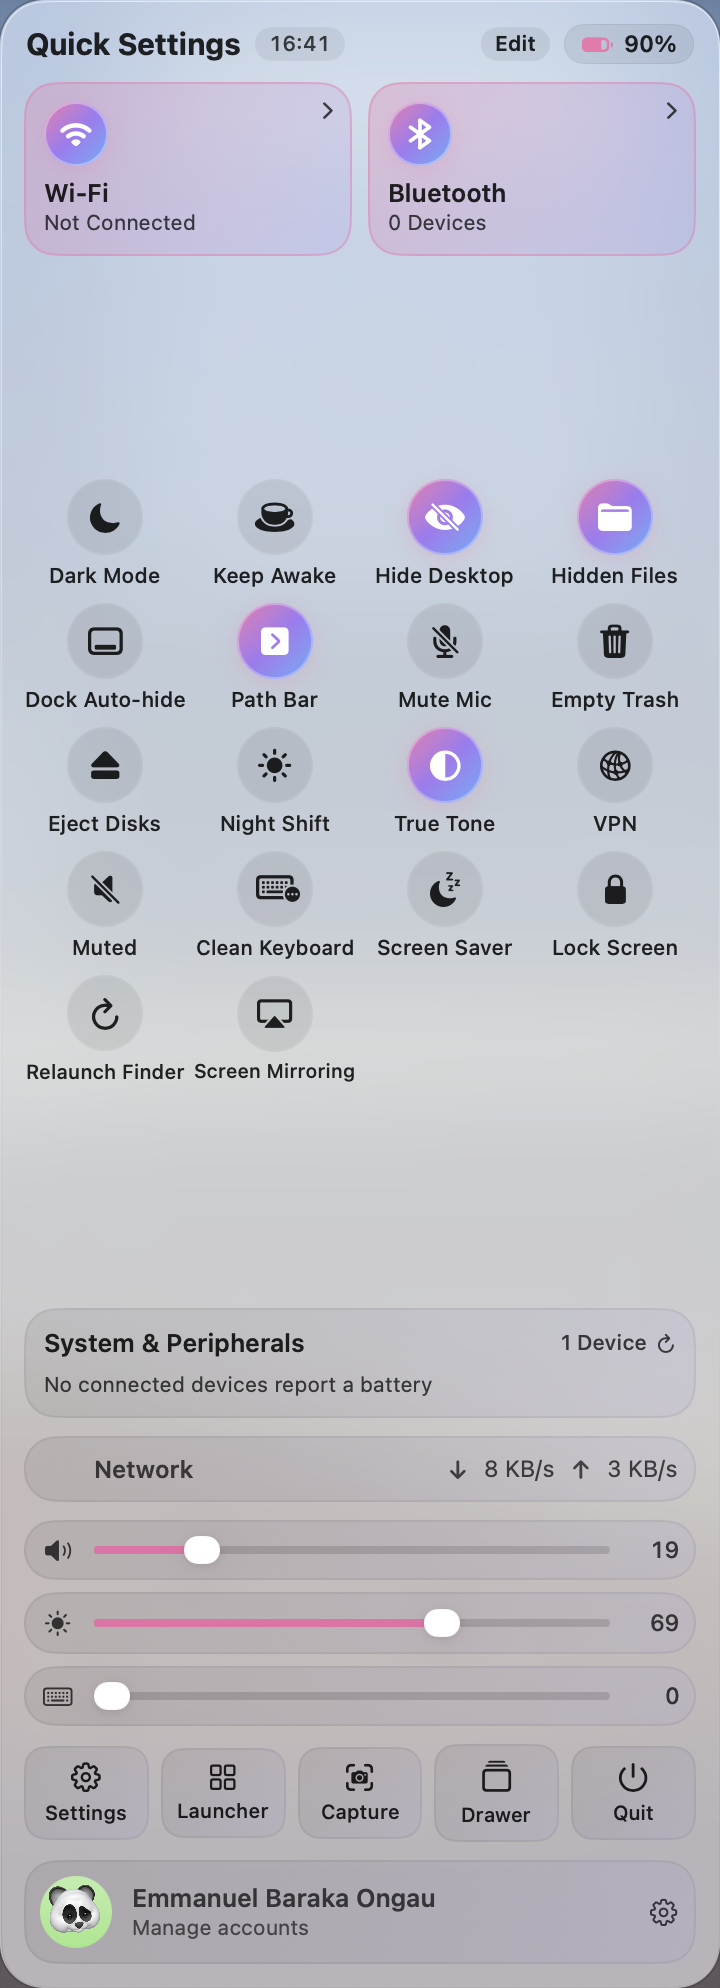 Quick Settings 16:41 Edit 90%
Wi-Fi
Not Connected
Bluetooth
0 Devices
Dark Mode Keep Awake Hide Desktop Hidden Files
Dock Auto-hide Path Bar Mute Mic Empty Trash
Eject Disks Night Shift True Tone VPN
Muted Clean Keyboard Screen Saver Lock Screen
Relaunch Finder Screen Mirroring
System & Peripherals 1 Device
No connected devices report a battery
Network ↓ 8 KB/s ↑ 3 KB/s
19
69
0
Settings Launcher Capture Drawer Quit
Emmanuel Baraka Ongau
Manage accounts